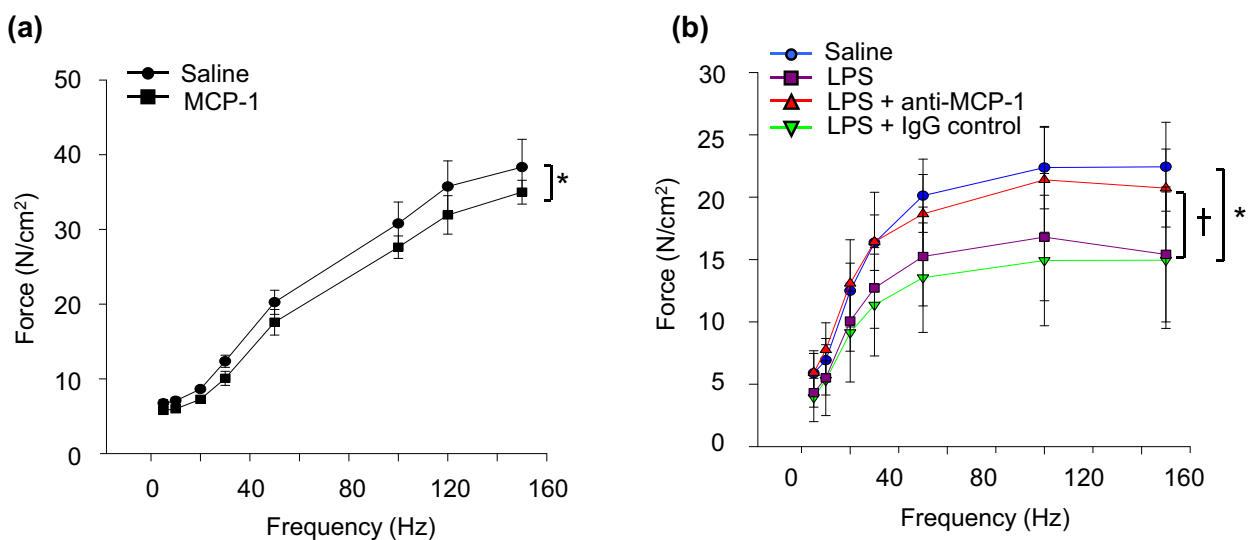 (a)
Saline
MCP-1
50
40
30
20
10
0
Force (N/cm²)
*
0 40 80 120 160
Frequency (Hz)
(b)
Saline
LPS
LPS + anti-MCP-1
LPS + IgG control
30
25
20
15
10
5
0
Force (N/cm²)
† *
0 40 80 120 160
Frequency (Hz)